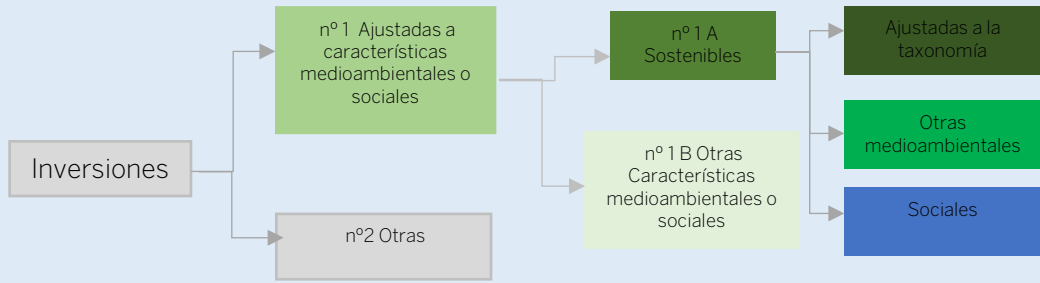 Inversiones
nº 1 Ajustadas a
características
medioambientales o
sociales
nº2 Otras
nº 1 A
Sostenibles
nº 1 B Otras
Características
medioambientales o
sociales
Ajustadas a la
taxonomía
Otras
medioambientales
Sociales